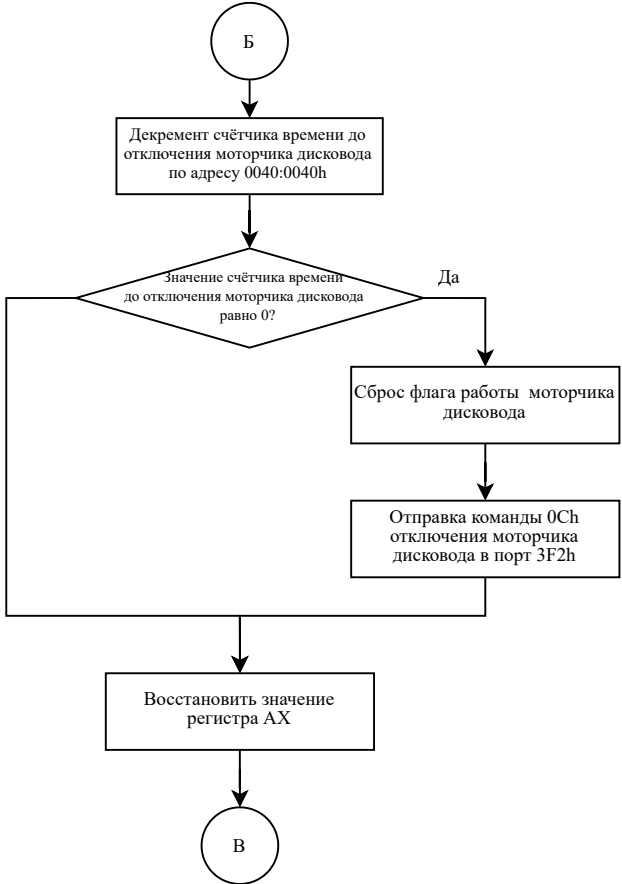 Б
Декремент счётчика времени до
отключения моторчика дисковода
по адресу 0040:0040h
Значение счётчика времени
до отключения моторчика дисковода
равно 0?
Да
Сброс флага работы моторчика
дисковода
Отправка команды 0Ch
отключения моторчика
дисковода в порт 3F2h
Восстановить значение
регистра AX
В